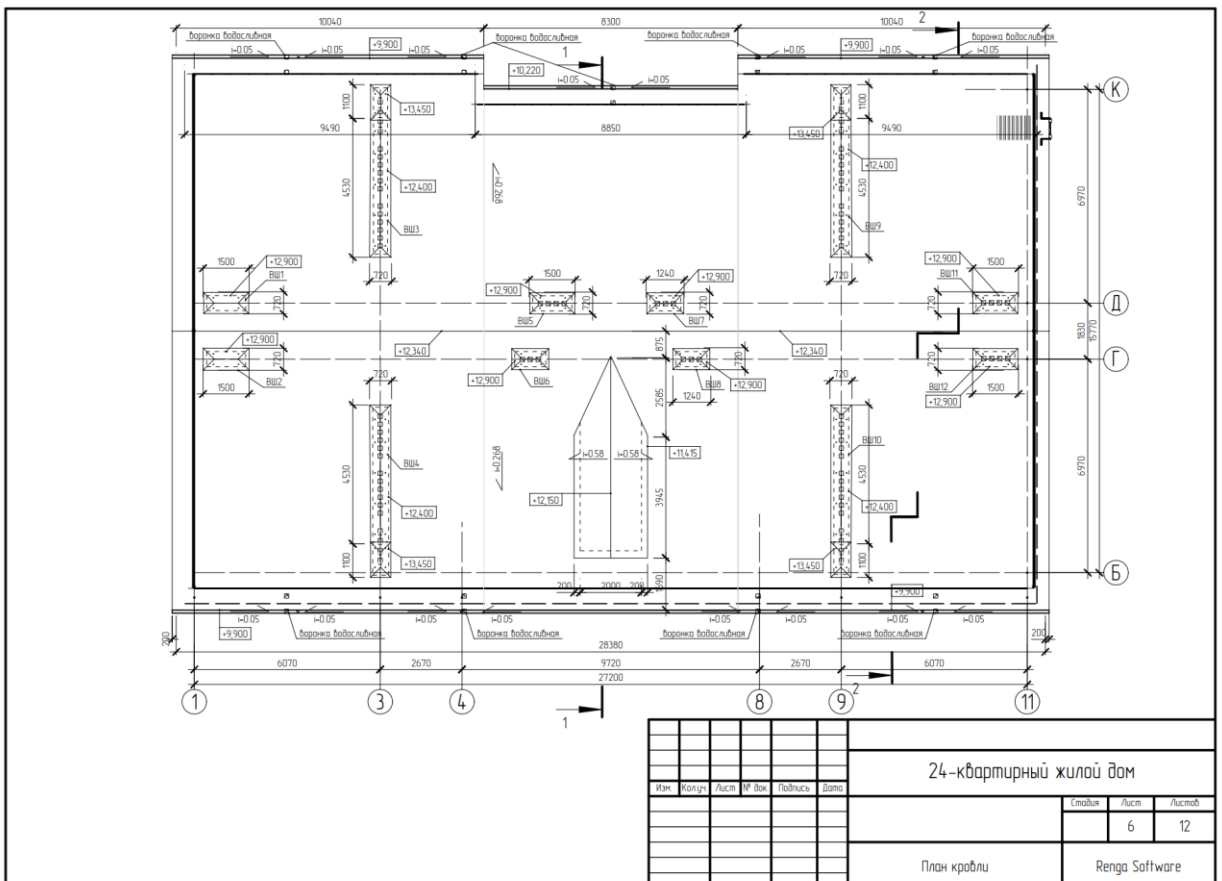 10040 8300 10040 2
воронка водосливная воронка водосливная воронка водосливная воронка водосливная
+9,900 1 +9,900
i=0.05 i=0.05 i=0.05 i=0.05 i=0.05 i=0.05 i=0.05 i=0.05
+10,220
i=0.05 i=0.05
К
1100 +13,450 1100
9490 8850 +13,450 9490
+12,400
i=0.268
4530 +12,400 4530 6970
ВШ3 ВШ9
1500 +12,900 720 1500 1240 +12,900 720 +12,900 1500
ВШ1 +12,900 ВШ11
720 720 720 720
Д
ВШ5 ВШ7
+12,340 875 +12,340 1830 15770
+12,900
720 720 720
Г
+12,900 ВШ6 ВШ8 +12,900 ВШ12
1500 ВШ2 720 1240 +12,900 1500
2585
ВШ4 ВШ10
i=0.268 i=0.58 i=0.58 +11,415
4530 +12,150 3945 4530 6970
+12,400 +12,400
1100 +13,450 +13,450 1100
Б
200 2000 200 1690 +9,900
i=0.05 i=0.05 i=0.05 i=0.05 i=0.05 i=0.05 i=0.05 i=0.05
+9,900 воронка водосливная воронка водосливная воронка водосливная воронка водосливная
200 28380 200
6070 2670 9720 2670 6070
27200 2
1 3 4 8 9 11
1
24-квартирный жилой дом
Изм Кол.уч Лист № док Подпись Дата
Стадия Лист Листов
6 12
План кровли Renga Software